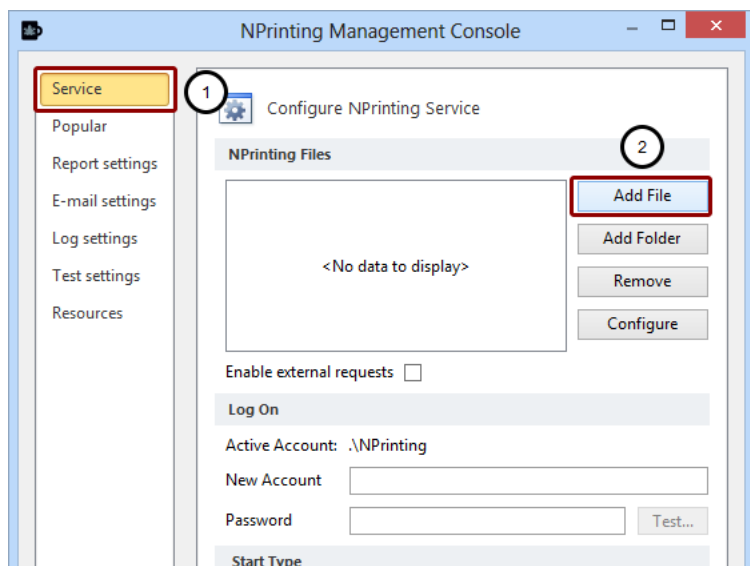 NPrinting Management Console
Service
Popular
Report settings
E-mail settings
Log settings
Test settings
Resources
1
Configure NPrinting Service
NPrinting Files
2
<No data to display>
Add File
Add Folder
Remove
Configure
Enable external requests
Log On
Active Account: .\NPrinting
New Account
Password
Test...
Start Type